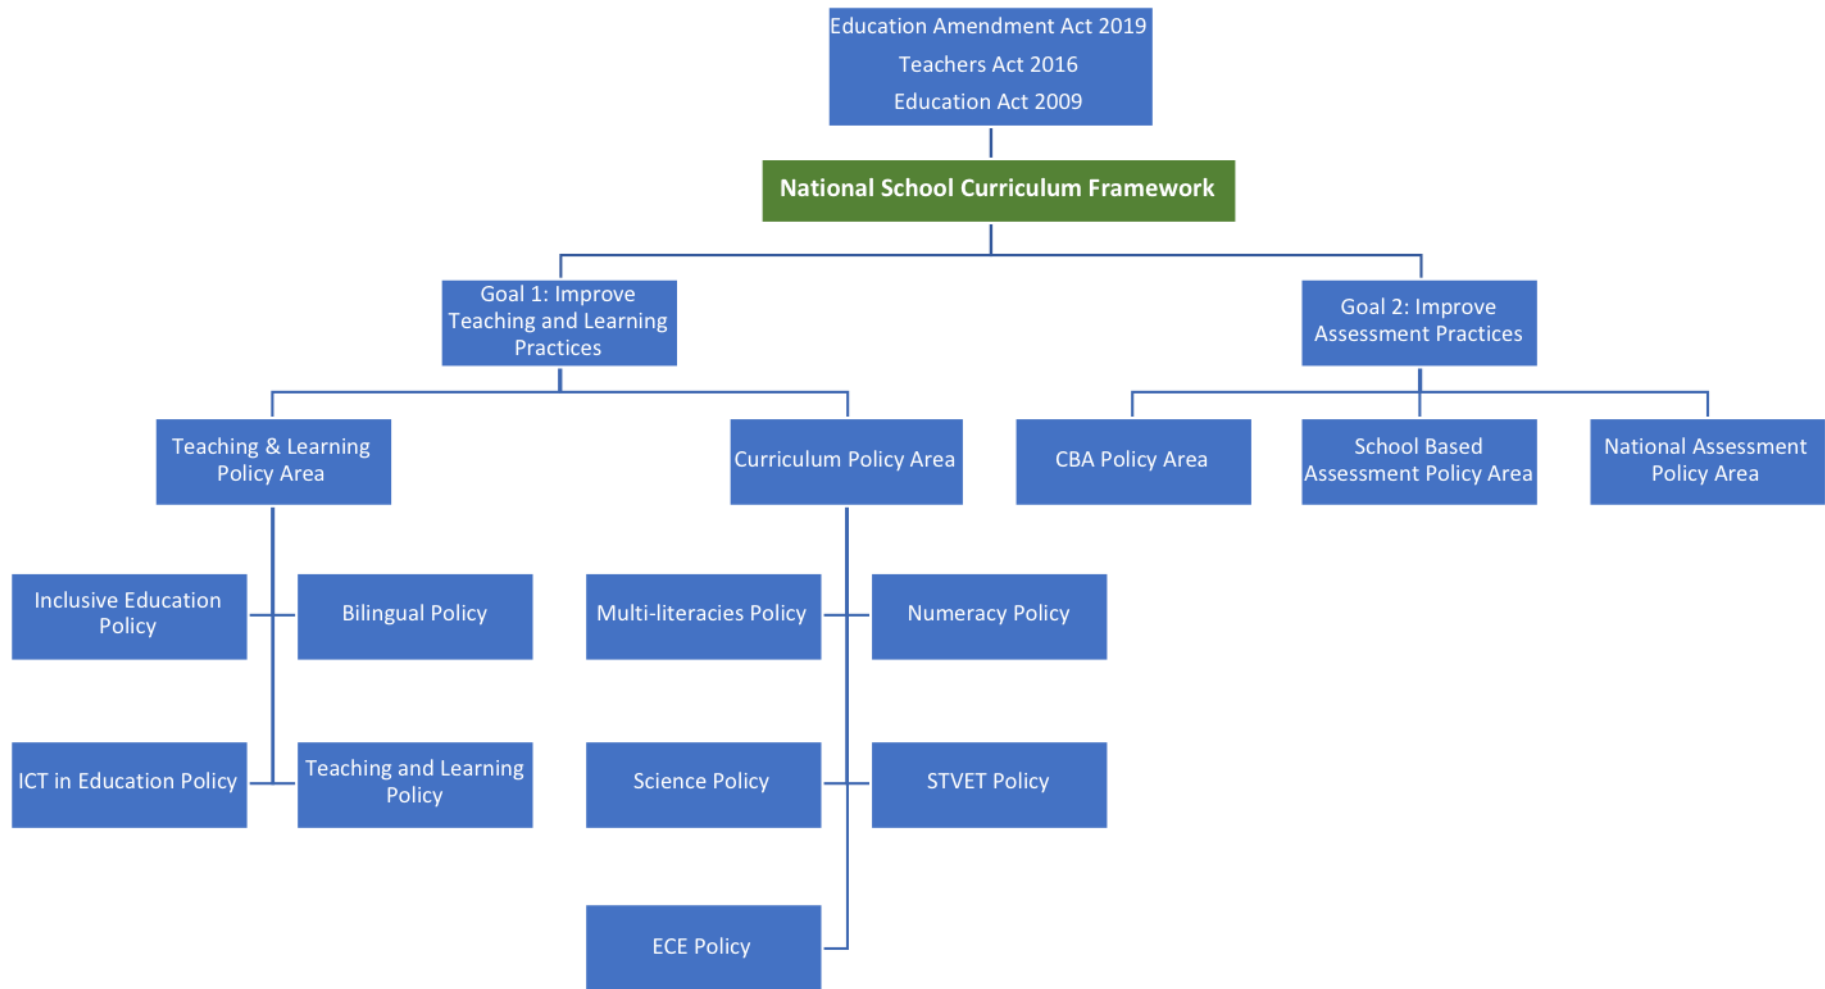 Education Amendment Act 2019
Teachers Act 2016
Education Act 2009
National School Curriculum Framework
Goal 1: Improve
Teaching and Learning
Practices
Goal 2: Improve
Assessment Practices
Teaching & Learning
Policy Area
Curriculum Policy Area
CBA Policy Area
School Based
Assessment Policy Area
National Assessment
Policy Area
Inclusive Education
Policy
Bilingual Policy
Multi-literacies Policy
Numeracy Policy
ICT in Education Policy
Teaching and Learning
Policy
Science Policy
STVET Policy
ECE Policy